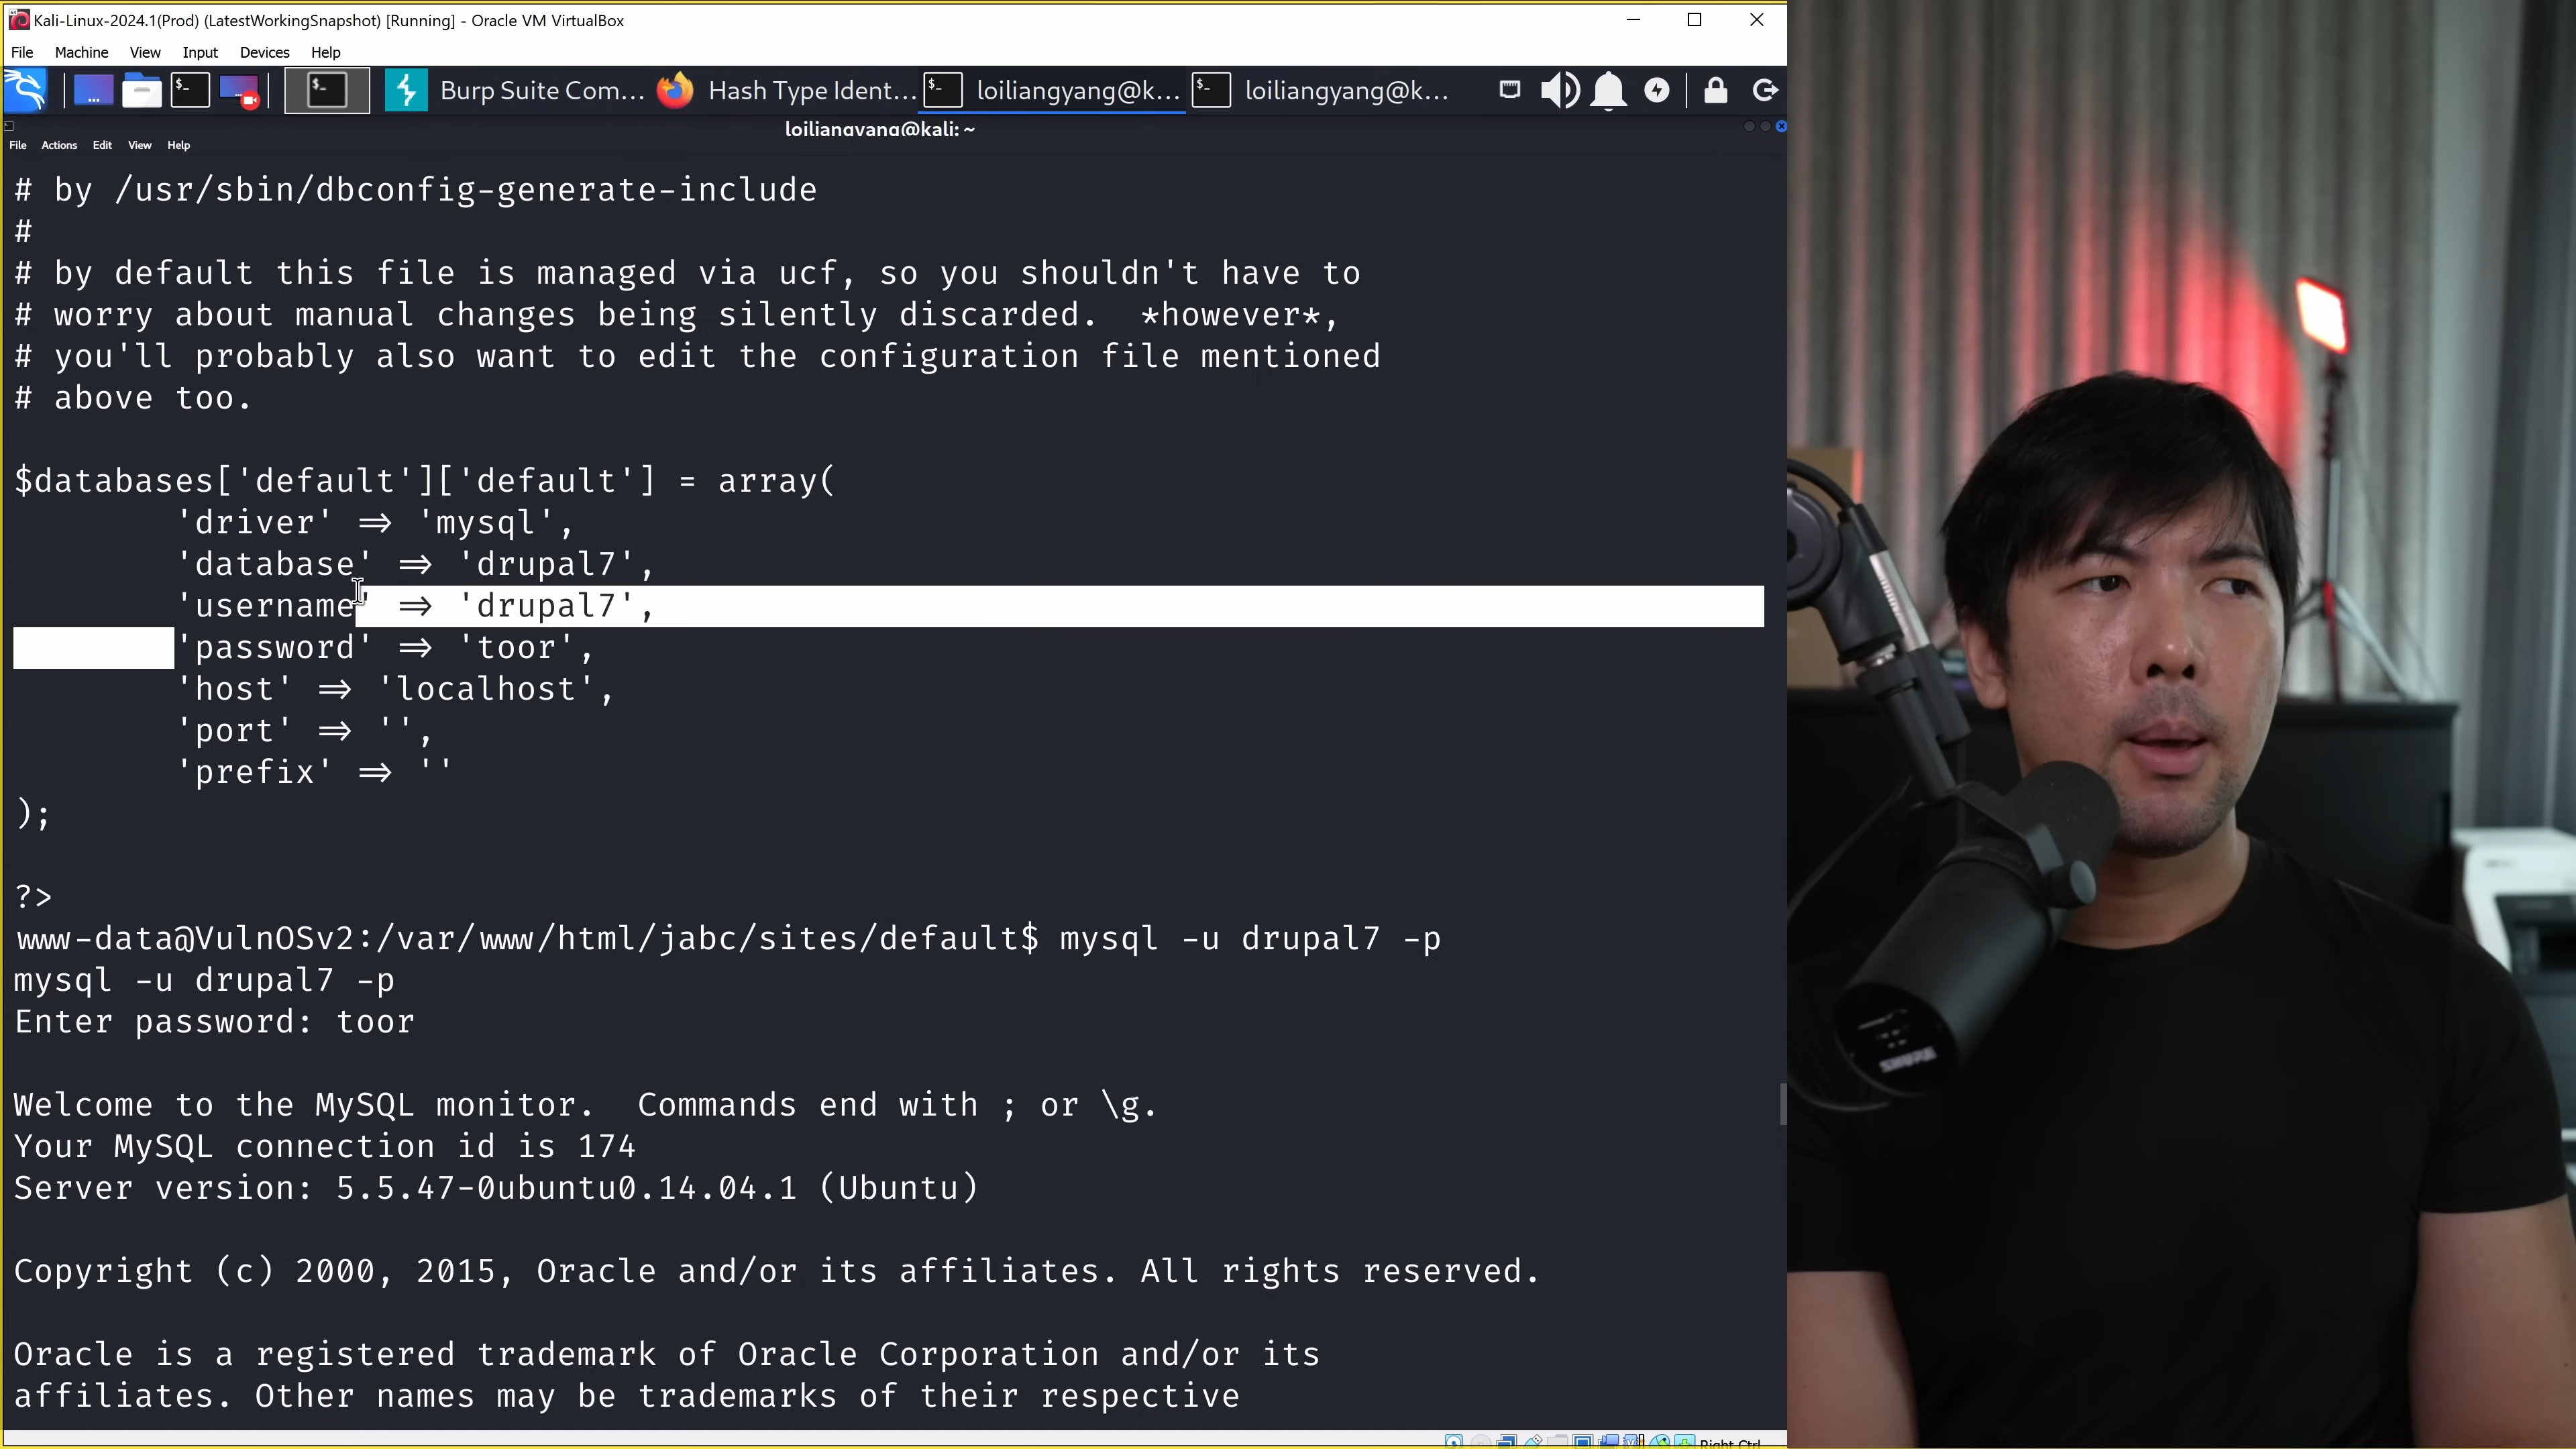 Kali-Linux-2024.1(Prod) (LatestWorkingSnapshot) [Running] - Oracle VM VirtualBox
File Machine View Input Devices Help
Burp Suite Com... Hash Type Ident... loiliangyang@k... loiliangyang@k...
loiliangyang@kali: ~
File Actions Edit View Help
# by /usr/sbin/dbconfig-generate-include
#
# by default this file is managed via ucf, so you shouldn't have to
# worry about manual changes being silently discarded.  *however*,
# you'll probably also want to edit the configuration file mentioned
# above too.
$databases['default']['default'] = array(
'driver' => 'mysql',
'database' => 'drupal7',
'username' => 'drupal7',
'password' => 'toor',
'host' => 'localhost',
'port' => '',
'prefix' => ''
);
?>
www-data@VulnOSv2:/var/www/html/jabc/sites/default$ mysql -u drupal7 -p
mysql -u drupal7 -p
Enter password: toor
Welcome to the MySQL monitor.  Commands end with ; or \g.
Your MySQL connection id is 174
Server version: 5.5.47-0ubuntu0.14.04.1 (Ubuntu)
Copyright (c) 2000, 2015, Oracle and/or its affiliates. All rights reserved.
Oracle is a registered trademark of Oracle Corporation and/or its
affiliates. Other names may be trademarks of their respective
Right Ctrl
SHURE